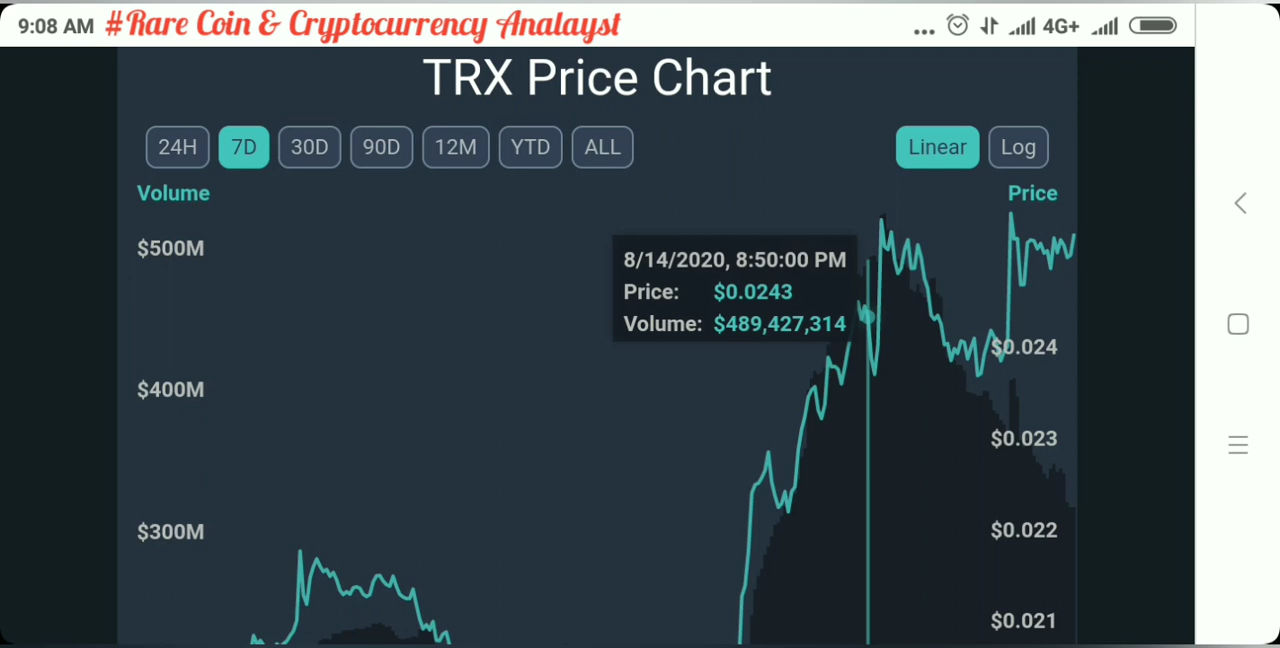 9:08 AM #Rare Coin & Cryptocurrency Analayst ... 4G+
TRX Price Chart
24H 7D 30D 90D 12M YTD ALL Linear Log
Volume Price
$500M
8/14/2020, 8:50:00 PM
Price: $0.0243
Volume: $489,427,314
$0.024
$400M
$0.023
$300M
$0.022
$0.021